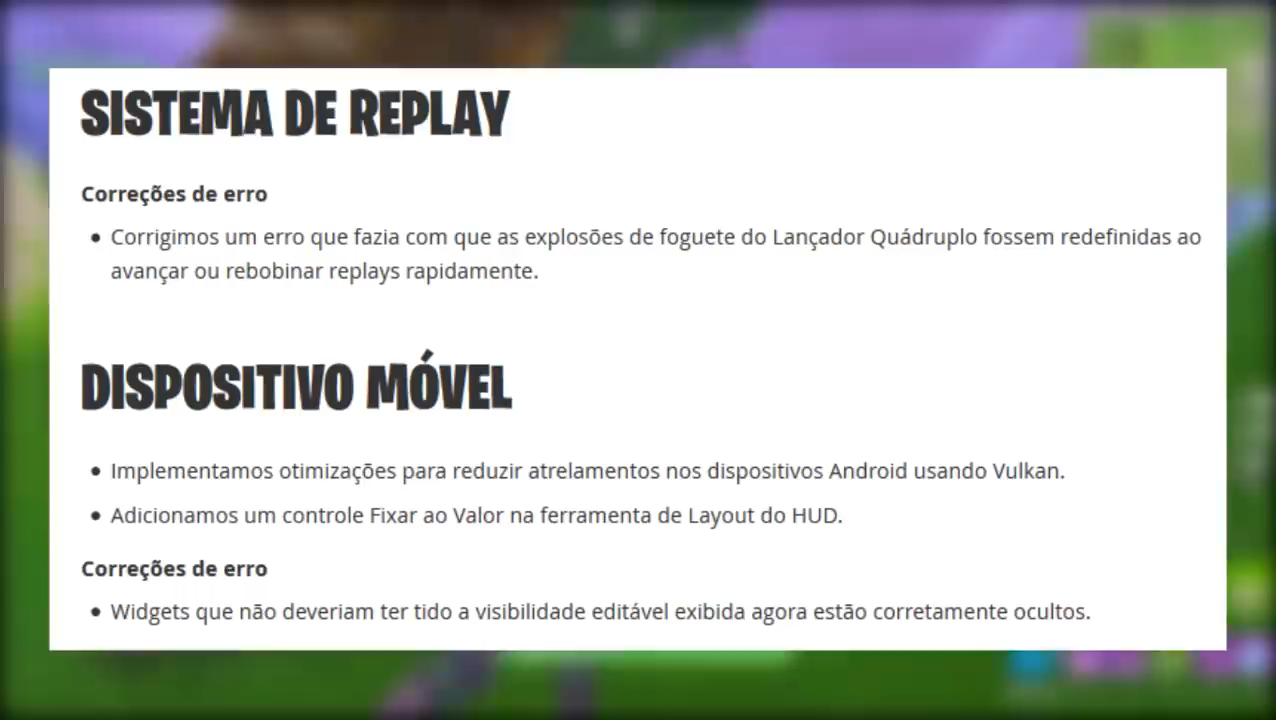 SISTEMA DE REPLAY
Correções de erro
• Corrigimos um erro que fazia com que as explosões de foguete do Lançador Quádruplo fossem redefinidas ao
avançar ou rebobinar replays rapidamente.
DISPOSITIVO MÓVEL
• Implementamos otimizações para reduzir atrelamentos nos dispositivos Android usando Vulkan.
• Adicionamos um controle Fixar ao Valor na ferramenta de Layout do HUD.
Correções de erro
• Widgets que não deveriam ter tido a visibilidade editável exibida agora estão corretamente ocultos.